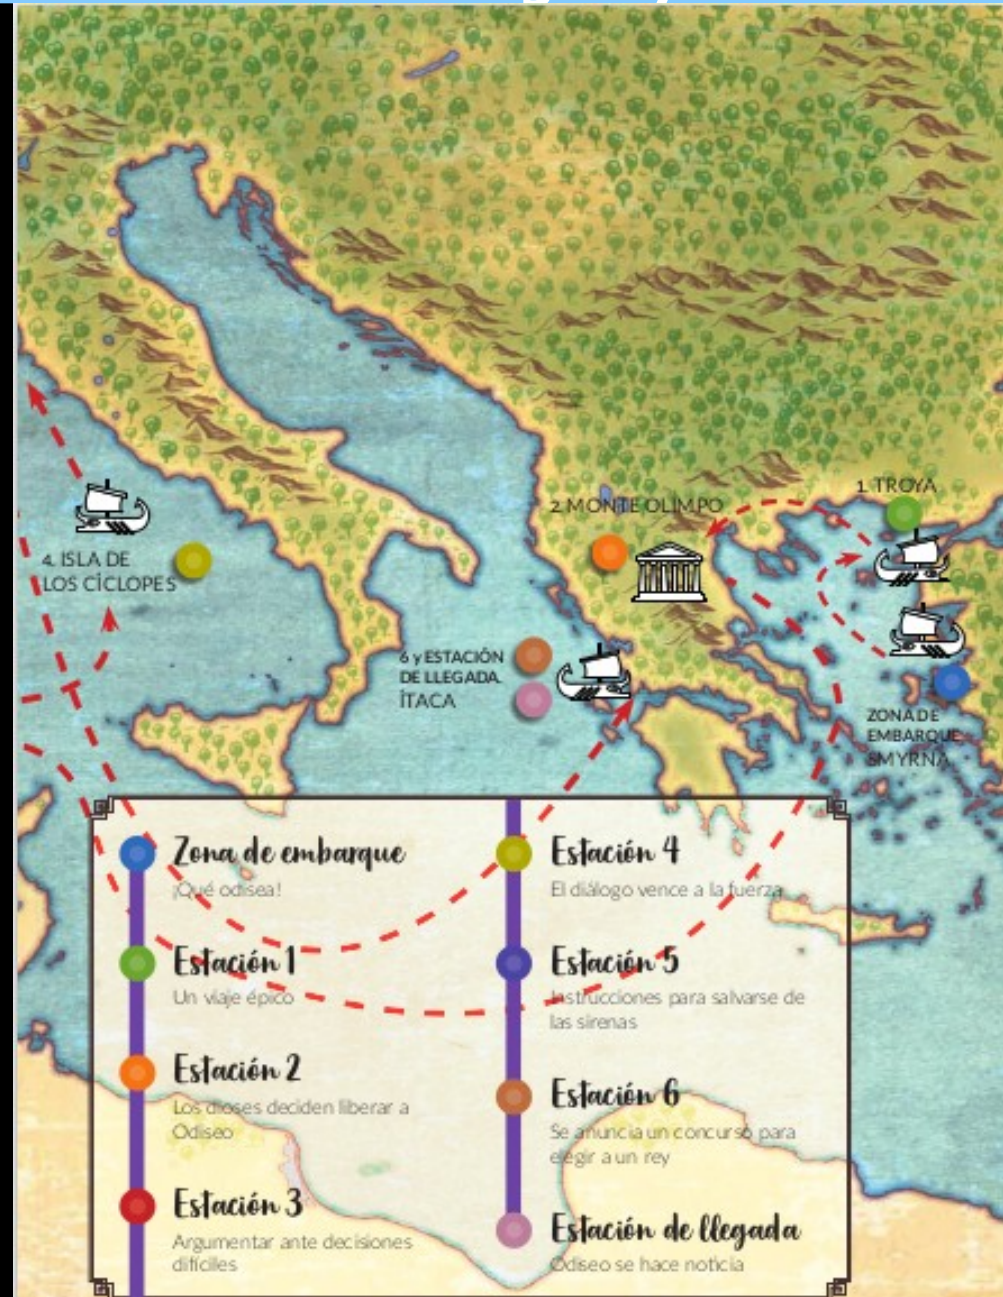 1. TROYA
2. MONTE OLIMPO
4. ISLA DE
LOS CÍCLOPES
6 y ESTACIÓN
DE LLEGADA.
ÍTACA
ZONA DE
EMBARQUE
SMYRNA
Zona de embarque
¡Qué odisea!
Estación 1
Un viaje épico
Estación 2
Los dioses deciden liberar a
Odiseo
Estación 3
Argumentar ante decisiones
difíciles
Estación 4
El diálogo vence a la fuerza
Estación 5
Instrucciones para salvarse de
las sirenas
Estación 6
Se anuncia un concurso para
elegir a un rey
Estación de llegada
Odiseo se hace noticia